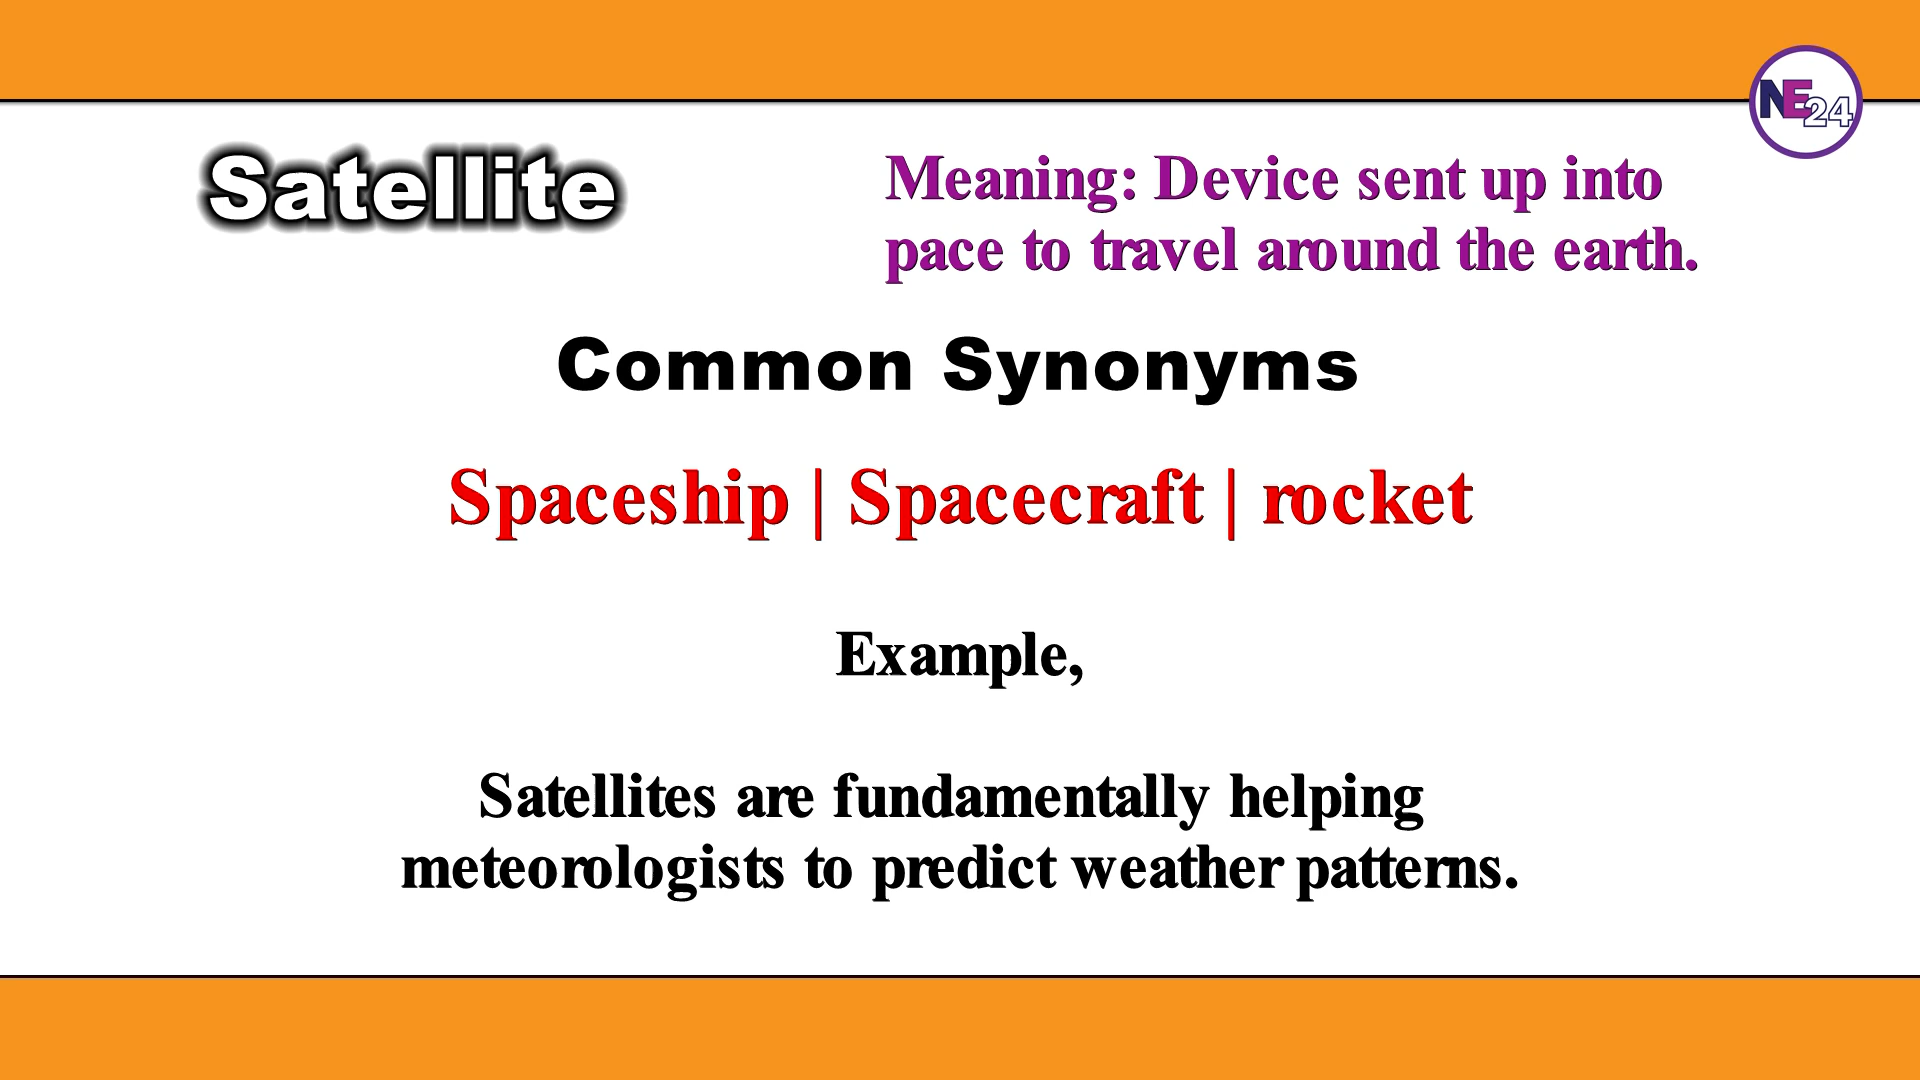 NE24
Satellite
Meaning: Device sent up into
pace to travel around the earth.
Common Synonyms
Spaceship | Spacecraft | rocket
Example,
Satellites are fundamentally helping
meteorologists to predict weather patterns.